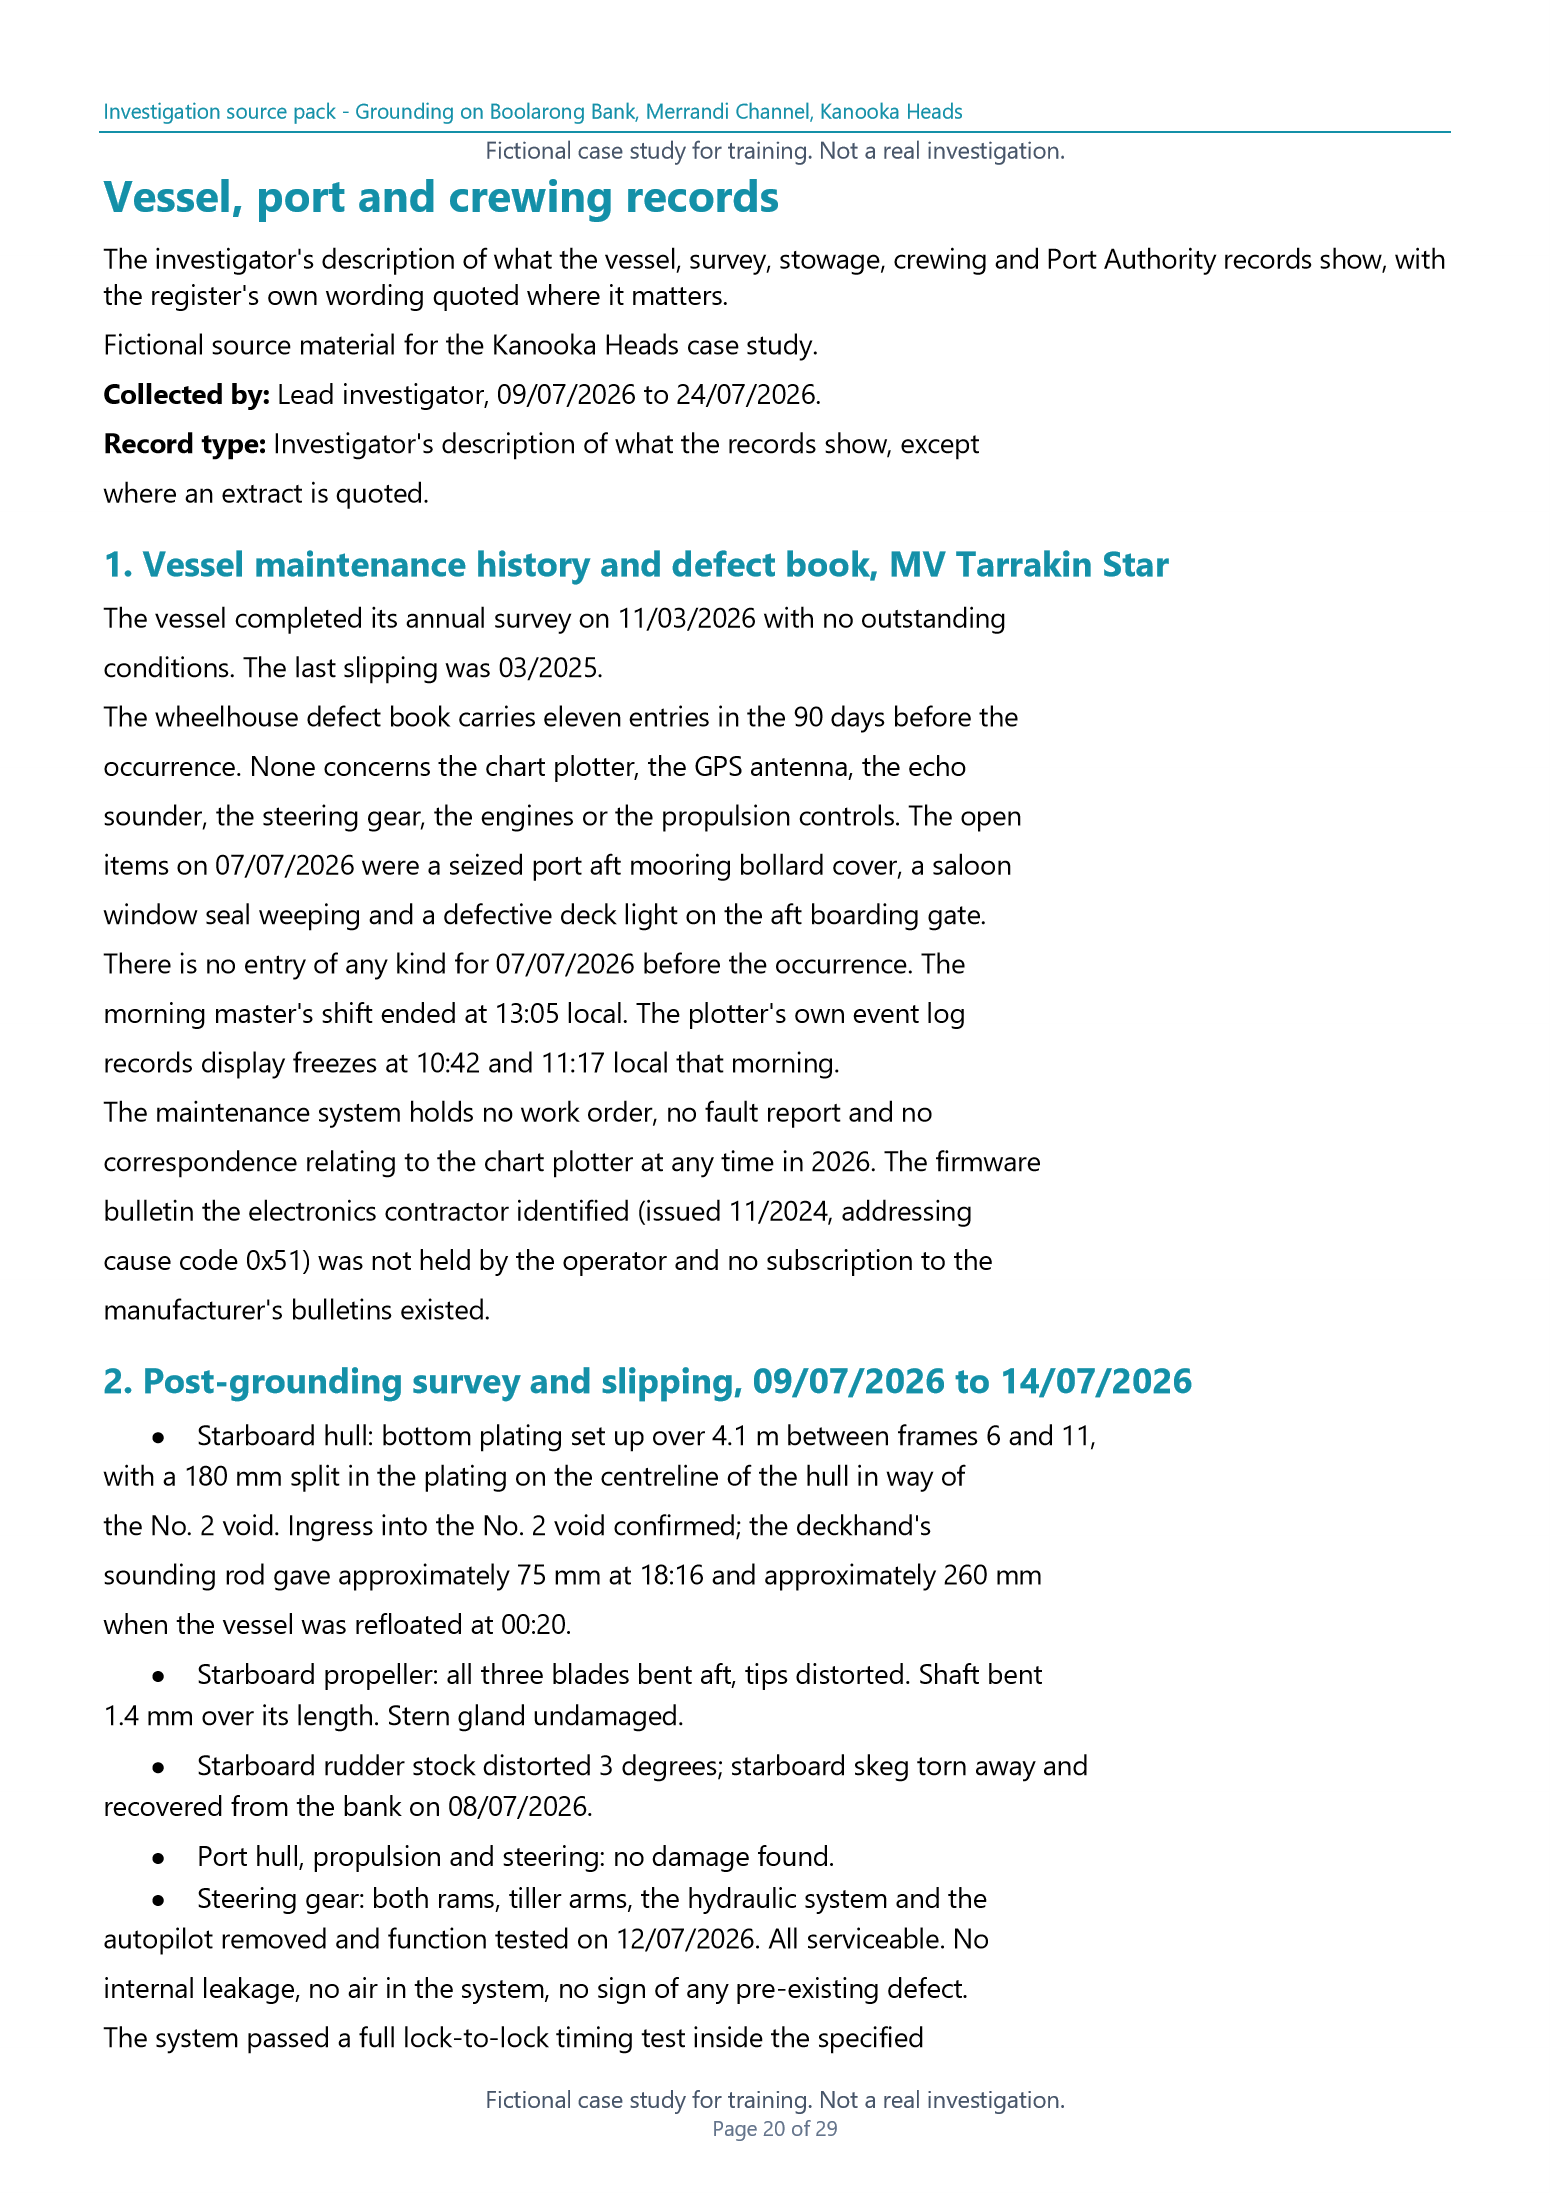 Investigation source pack - Grounding on Boolarong Bank, Merrandi Channel, Kanooka Heads
Fictional case study for training. Not a real investigation.
Vessel, port and crewing records
The investigator's description of what the vessel, survey, stowage, crewing and Port Authority records show, with
the register's own wording quoted where it matters.
Fictional source material for the Kanooka Heads case study.
Collected by: Lead investigator, 09/07/2026 to 24/07/2026.
Record type: Investigator's description of what the records show, except
where an extract is quoted.
1. Vessel maintenance history and defect book, MV Tarrakin Star
The vessel completed its annual survey on 11/03/2026 with no outstanding
conditions. The last slipping was 03/2025.
The wheelhouse defect book carries eleven entries in the 90 days before the
occurrence. None concerns the chart plotter, the GPS antenna, the echo
sounder, the steering gear, the engines or the propulsion controls. The open
items on 07/07/2026 were a seized port aft mooring bollard cover, a saloon
window seal weeping and a defective deck light on the aft boarding gate.
There is no entry of any kind for 07/07/2026 before the occurrence. The
morning master's shift ended at 13:05 local. The plotter's own event log
records display freezes at 10:42 and 11:17 local that morning.
The maintenance system holds no work order, no fault report and no
correspondence relating to the chart plotter at any time in 2026. The firmware
bulletin the electronics contractor identified (issued 11/2024, addressing
cause code 0x51) was not held by the operator and no subscription to the
manufacturer's bulletins existed.
2. Post-grounding survey and slipping, 09/07/2026 to 14/07/2026
● Starboard hull: bottom plating set up over 4.1 m between frames 6 and 11,
with a 180 mm split in the plating on the centreline of the hull in way of
the No. 2 void. Ingress into the No. 2 void confirmed; the deckhand's
sounding rod gave approximately 75 mm at 18:16 and approximately 260 mm
when the vessel was refloated at 00:20.
● Starboard propeller: all three blades bent aft, tips distorted. Shaft bent
1.4 mm over its length. Stern gland undamaged.
● Starboard rudder stock distorted 3 degrees; starboard skeg torn away and
recovered from the bank on 08/07/2026.
● Port hull, propulsion and steering: no damage found.
● Steering gear: both rams, tiller arms, the hydraulic system and the
autopilot removed and function tested on 12/07/2026. All serviceable. No
internal leakage, no air in the system, no sign of any pre-existing defect.
The system passed a full lock-to-lock timing test inside the specified
Fictional case study for training. Not a real investigation.
Page 20 of 29